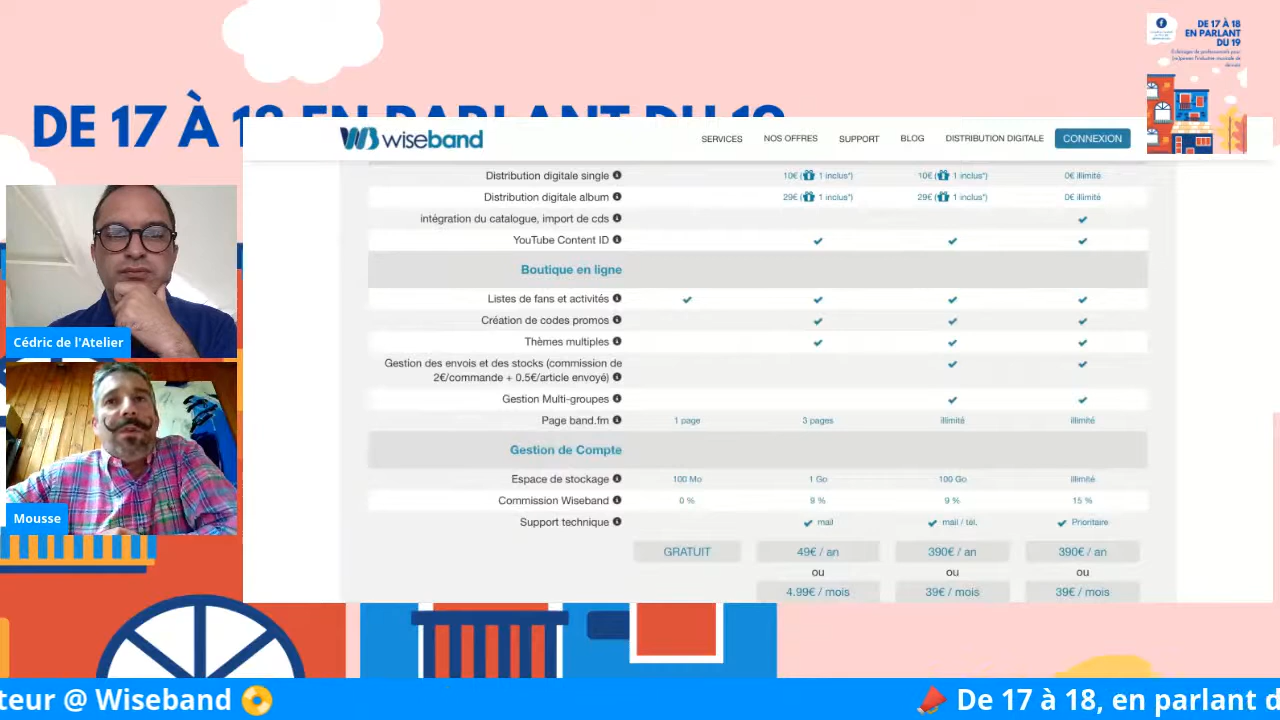 DE 17 À 18
EN PARLANT
DU 19
DE 17 À 18 EN PARLANT DU 19
wiseband
SERVICES NOS OFFRES SUPPORT BLOG DISTRIBUTION DIGITALE CONNEXION
Distribution digitale single 10€ ( 1 inclus*) 10€ ( 1 inclus*) 0€ illimité
Distribution digitale album 29€ ( 1 inclus*) 29€ ( 1 inclus*) 0€ illimité
intégration du catalogue, import de cds
YouTube Content ID
Boutique en ligne
Listes de fans et activités
Création de codes promos
Thèmes multiples
Gestion des envois et des stocks (commission de
2€/commande + 0.5€/article envoyé)
Gestion Multi-groupes
Page band.fm 1 page 3 pages illimité illimité
Gestion de Compte
Espace de stockage 100 Mo 1 Go 100 Go illimité
Commission Wiseband 0 % 9 % 9 % 15 %
Support technique mail mail / tél. Prioritaire
GRATUIT 49€ / an 390€ / an 390€ / an
ou ou ou
4.99€ / mois 39€ / mois 39€ / mois
Cédric de l'Atelier
Mousse
teur @ Wiseband
De 17 à 18, en parlant d